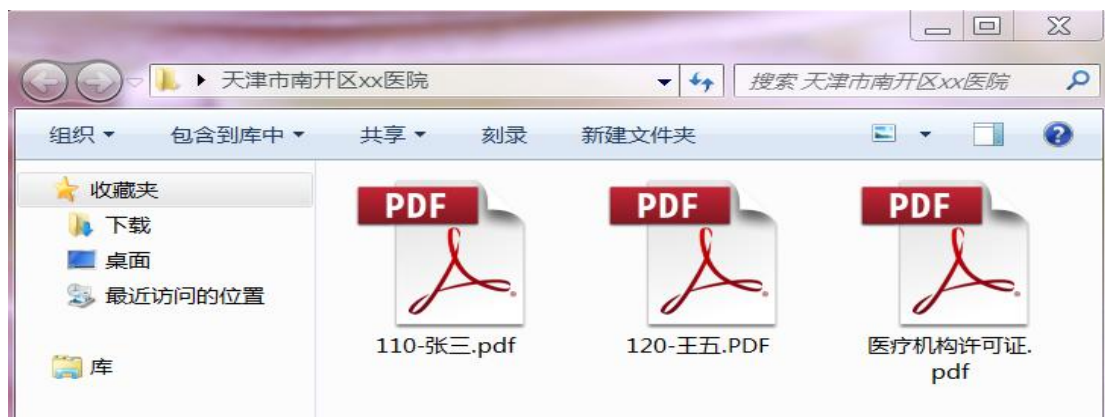 天津市南开区xx医院
搜索 天津市南开区xx医院
组织
包含到库中
共享
刻录
新建文件夹
收藏夹
下载
桌面
最近访问的位置
库
PDF
PDF
PDF
110-张三.pdf
120-王五.PDF
医疗机构许可证.
pdf